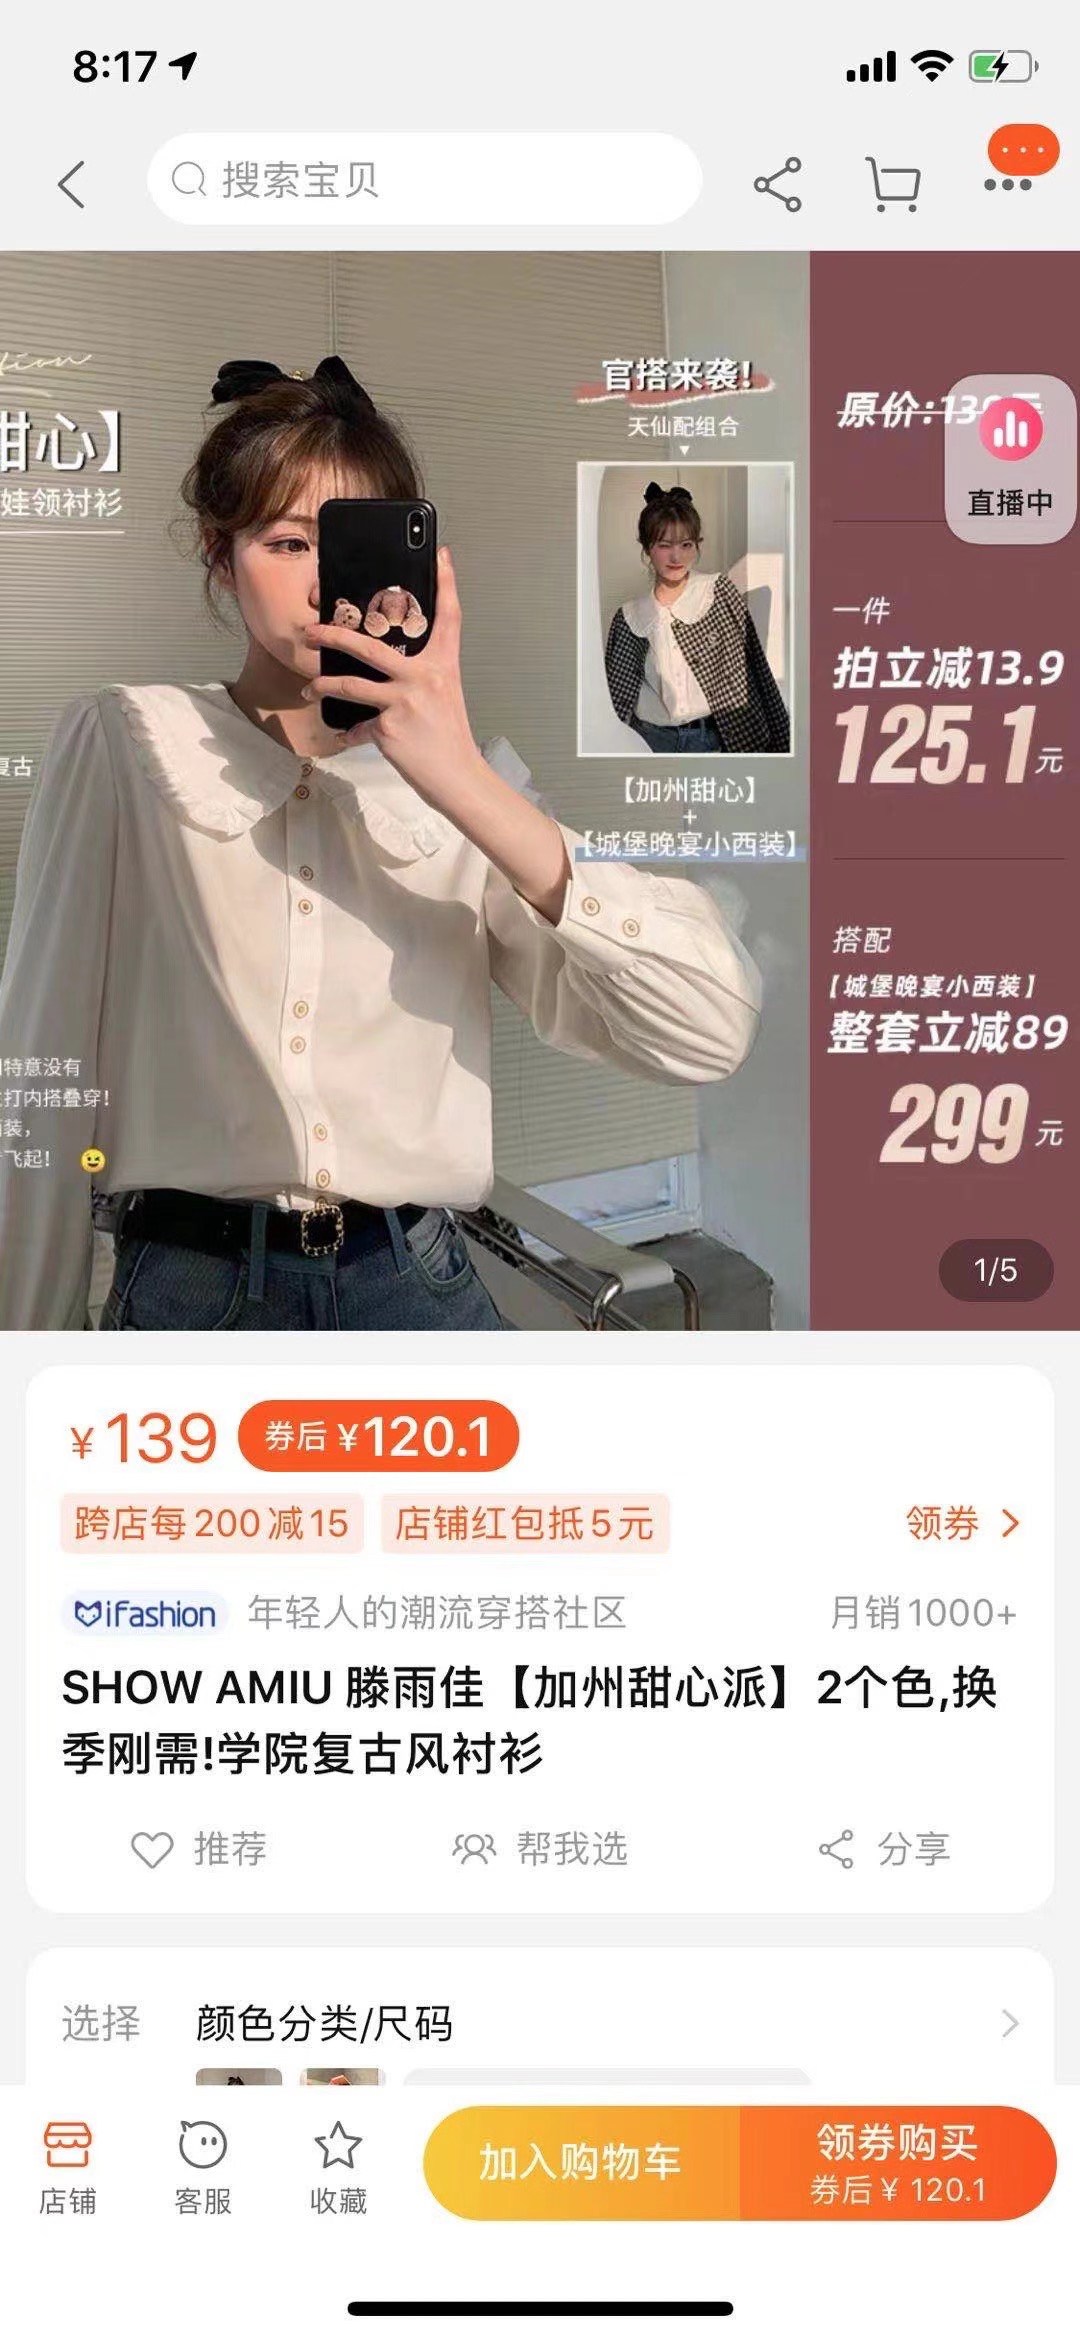 8:17
搜索宝贝
甜心】
娃领衬衫
复古
特意没有
打内搭叠穿！
装，
飞起！
官搭来袭！
天仙配组合
【加州甜心】
+
【城堡晚宴小西装】
原价:139元
直播中
一件
拍立减13.9
125.1元
搭配
【城堡晚宴小西装】
整套立减89
299元
1/5
¥139 券后¥120.1
跨店每200减15 店铺红包抵5元 领券
iFashion 年轻人的潮流穿搭社区 月销1000+
SHOW AMIU 滕雨佳【加州甜心派】2个色,换
季刚需!学院复古风衬衫
推荐 帮我选 分享
选择 颜色分类/尺码
店铺 客服 收藏 加入购物车 领券购买
券后¥ 120.1